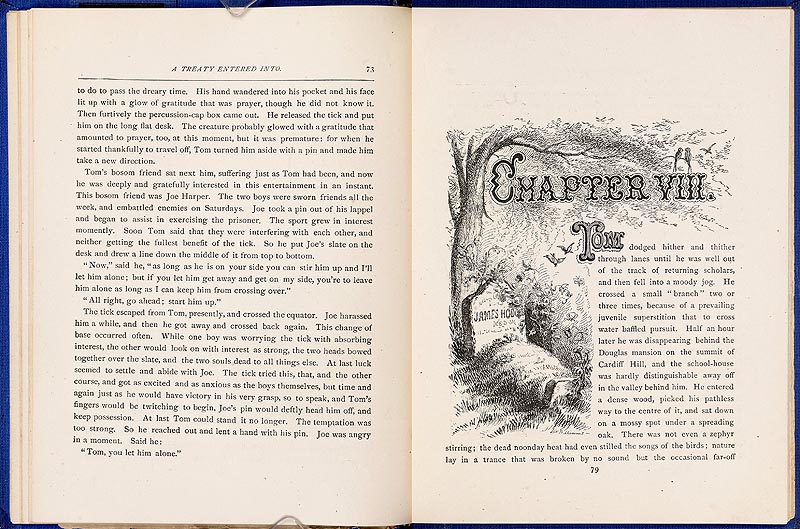 A TREATY ENTERED INTO. 73
to do to pass the dreary time. His hand wandered into his pocket and his face
lit up with a glow of gratitude that was prayer, though he did not know it.
Then furtively the percussion-cap box came out. He released the tick and put
him on the long flat desk. The creature probably glowed with a gratitude that
amounted to prayer, too, at this moment, but it was premature: for when he
started thankfully to travel off, Tom turned him aside with a pin and made him
take a new direction.
Tom's bosom friend sat next him, suffering just as Tom had been, and now
he was deeply and gratefully interested in this entertainment in an instant.
This bosom friend was Joe Harper. The two boys were sworn friends all the
week, and embattled enemies on Saturdays. Joe took a pin out of his lappel
and began to assist in exercising the prisoner. The sport grew in interest
momently. Soon Tom said that they were interfering with each other, and
neither getting the fullest benefit of the tick. So he put Joe's slate on the
desk and drew a line down the middle of it from top to bottom.
"Now," said he, "as long as he is on your side you can stir him up and I'll
let him alone; but if you let him get away and get on my side, you're to leave
him alone as long as I can keep him from crossing over."
"All right, go ahead; start him up."
The tick escaped from Tom, presently, and crossed the equator. Joe harassed
him a while, and then he got away and crossed back again. This change of
base occurred often. While one boy was worrying the tick with absorbing
interest, the other would look on with interest as strong, the two heads bowed
together over the slate, and the two souls dead to all things else. At last luck
seemed to settle and abide with Joe. The tick tried this, that, and the other
course, and got as excited and as anxious as the boys themselves, but time and
again just as he would have victory in his very grasp, so to speak, and Tom's
fingers would be twitching to begin, Joe's pin would deftly head him off, and
keep possession. At last Tom could stand it no longer. The temptation was
too strong. So he reached out and lent a hand with his pin. Joe was angry
in a moment. Said he:
"Tom, you let him alone."
CHAPTER VIII.
JAMES HODG
TOM dodged hither and thither
through lanes until he was well out
of the track of returning scholars,
and then fell into a moody jog. He
crossed a small "branch" two or
three times, because of a prevailing
juvenile superstition that to cross
water baffled pursuit. Half an hour
later he was disappearing behind the
Douglas mansion on the summit of
Cardiff Hill, and the school-house
was hardly distinguishable away off
in the valley behind him. He entered
a dense wood, picked his pathless
way to the centre of it, and sat down
on a mossy spot under a spreading
oak. There was not even a zephyr
stirring; the dead noonday heat had even stilled the songs of the birds; nature
lay in a trance that was broken by no sound but the occasional far-off
79